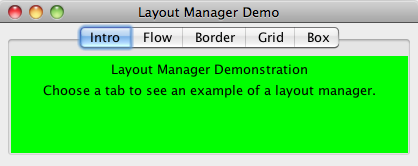 Layout Manager Demo
Intro Flow Border Grid Box
Layout Manager Demonstration
Choose a tab to see an example of a layout manager.